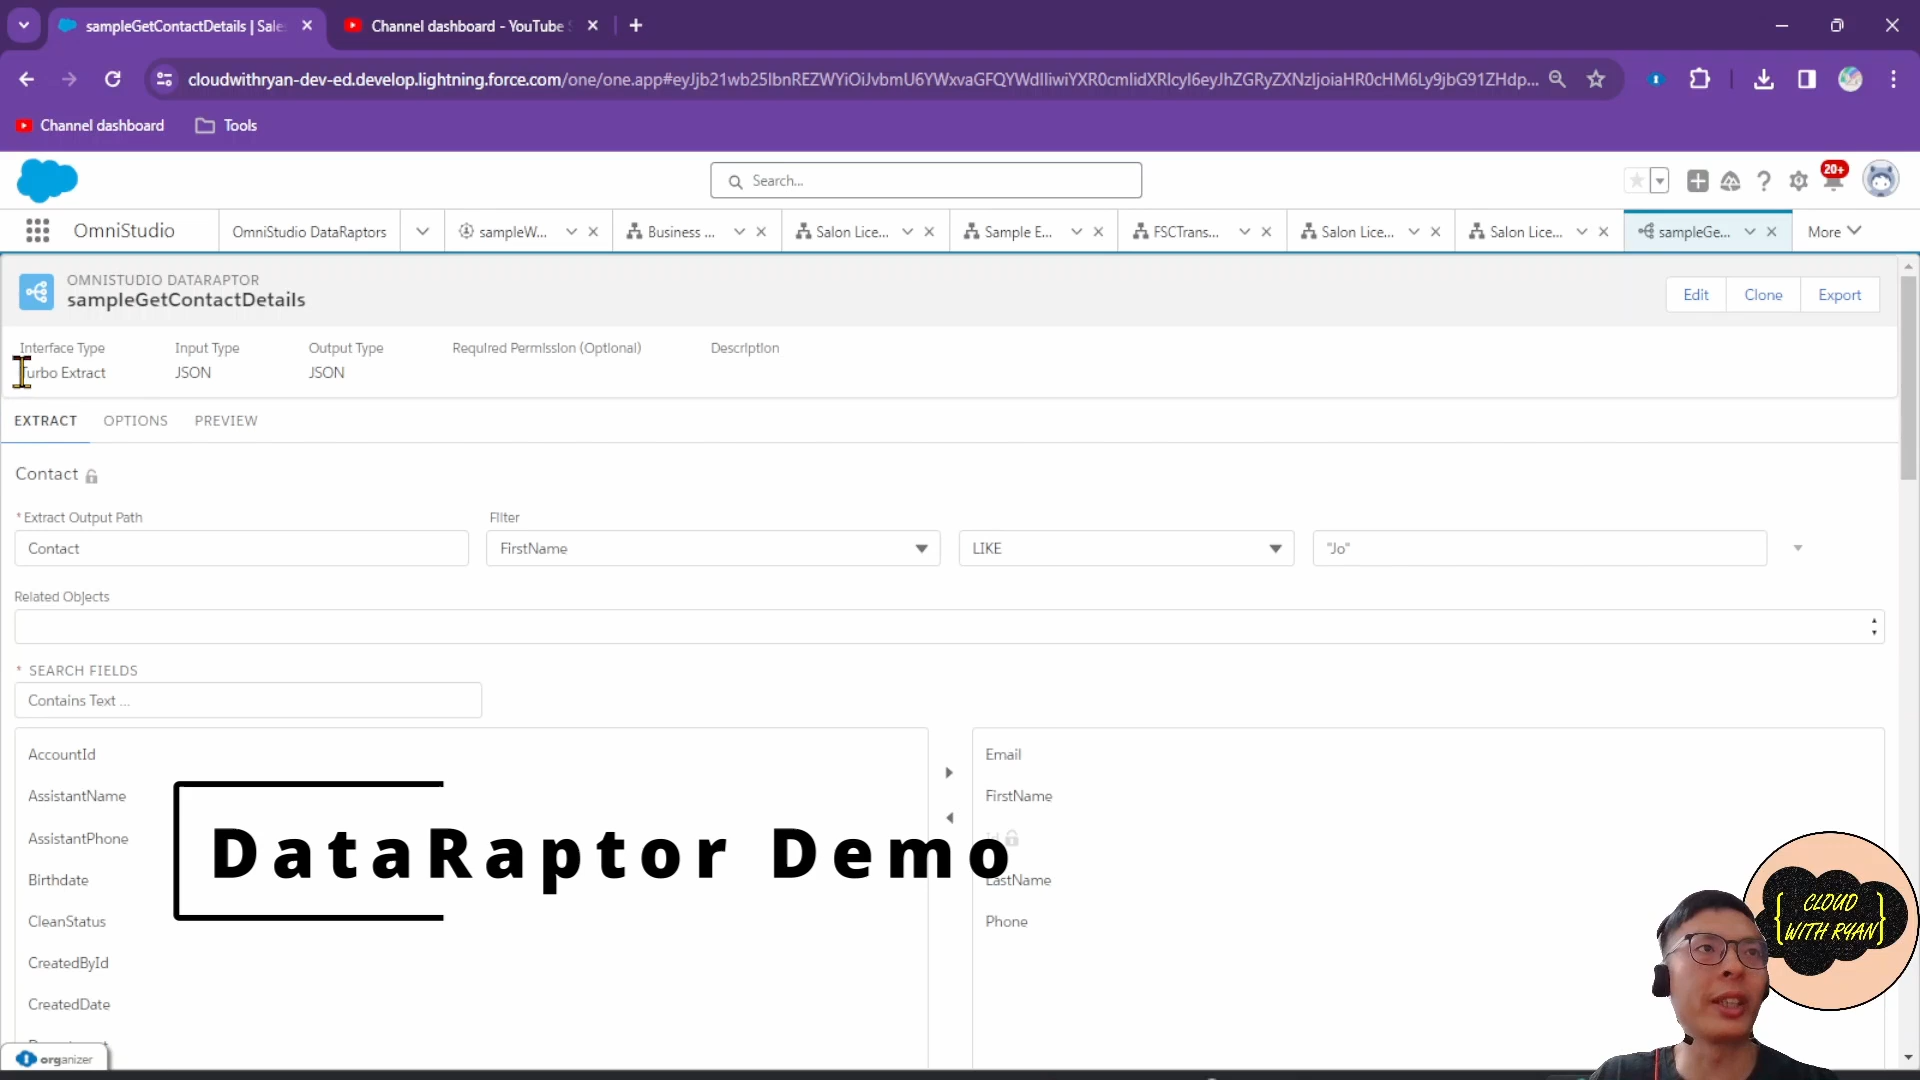 sampleGetContactDetails | Sale
Channel dashboard - YouTube
cloudwithryan-dev-ed.develop.lightning.force.com/one/one.app#
Channel dashboard
Tools
Search...
20+
OmniStudio
OmniStudio DataRaptors
sampleW...
Business ...
Salon Lice...
Sample E...
FSCTrans...
Salon Lice...
Salon Lice...
sampleGe...
More
OMNISTUDIO DATARAPTOR
sampleGetContactDetails
Edit
Clone
Export
Interface Type
Input Type
Output Type
Required Permission (Optional)
Description
Turbo Extract
JSON
JSON
EXTRACT
OPTIONS
PREVIEW
Contact
* Extract Output Path
Filter
Contact
FirstName
LIKE
"Jo"
Related Objects
* SEARCH FIELDS
Contains Text ...
AccountId
AssistantName
AssistantPhone
Birthdate
CleanStatus
CreatedById
CreatedDate
Email
FirstName
Id
LastName
Phone
DataRaptor Demo
CLOUD
{ WITH RYAN }
organizer